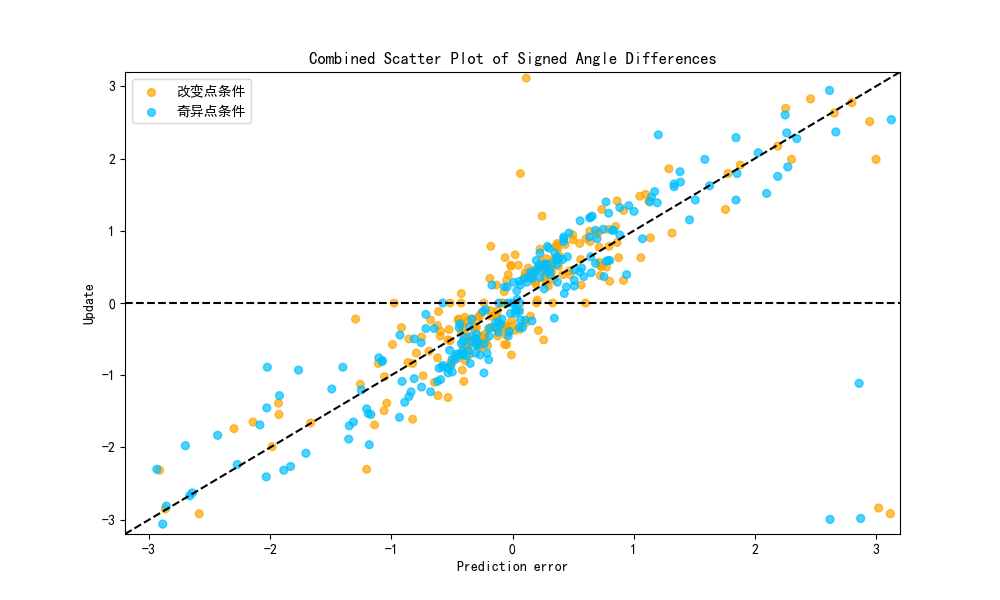 Combined Scatter Plot of Signed Angle Differences
改变点条件
奇异点条件
Update
3
2
1
0
−1
−2
−3
−3 −2 −1 0 1 2 3
Prediction error